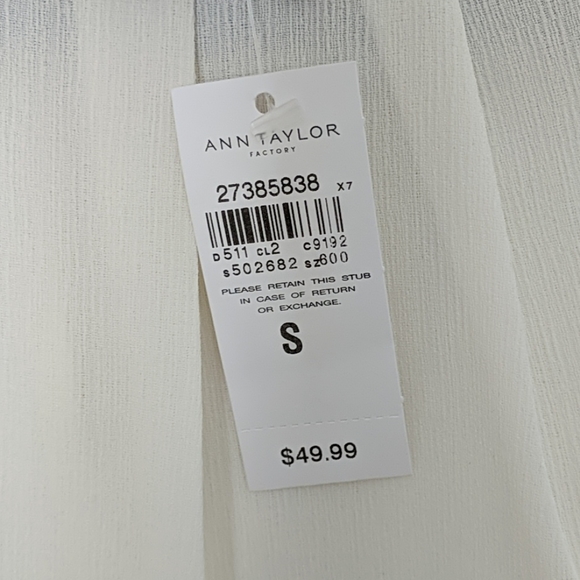 ANN TAYLOR
FACTORY
27385838 X7
D511 CL2 C9192
S502682 SZ600
PLEASE RETAIN THIS STUB
IN CASE OF RETURN
OR EXCHANGE.
S
$49.99